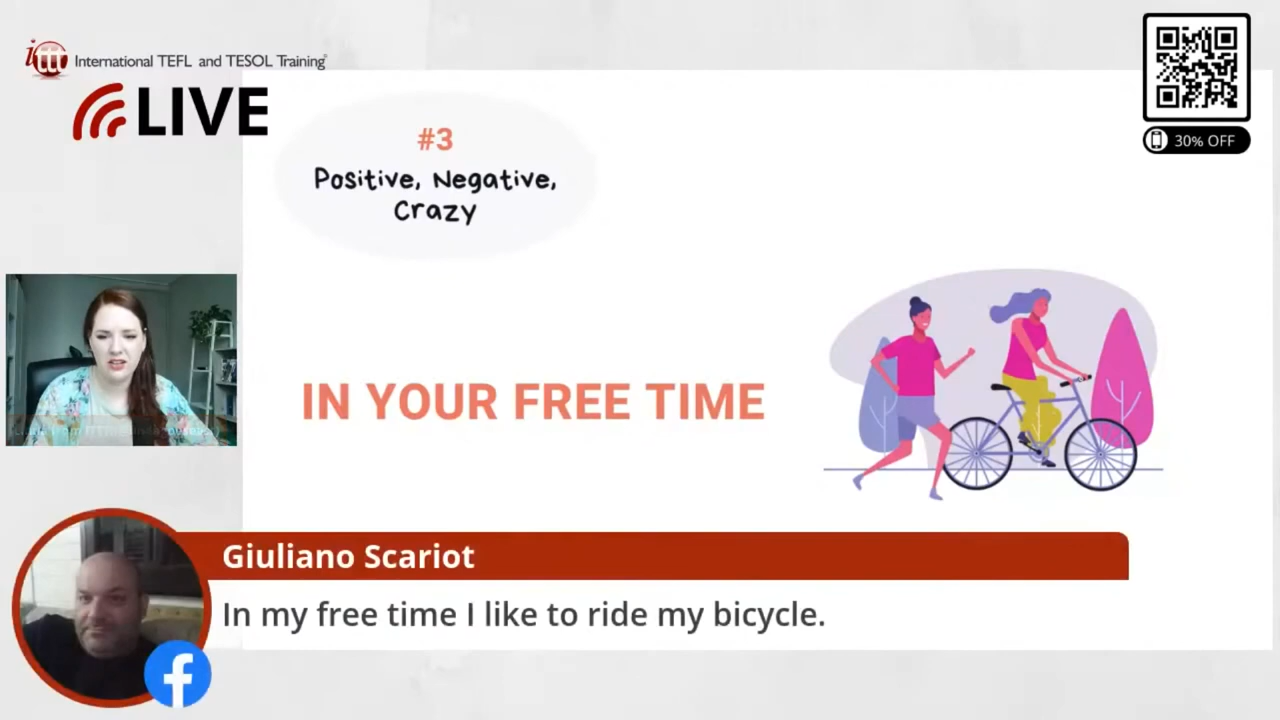 ittt International TEFL and TESOL Training
LIVE
#3
Positive, Negative,
Crazy
30% OFF
IN YOUR FREE TIME
Giuliano Scariot
In my free time I like to ride my bicycle.